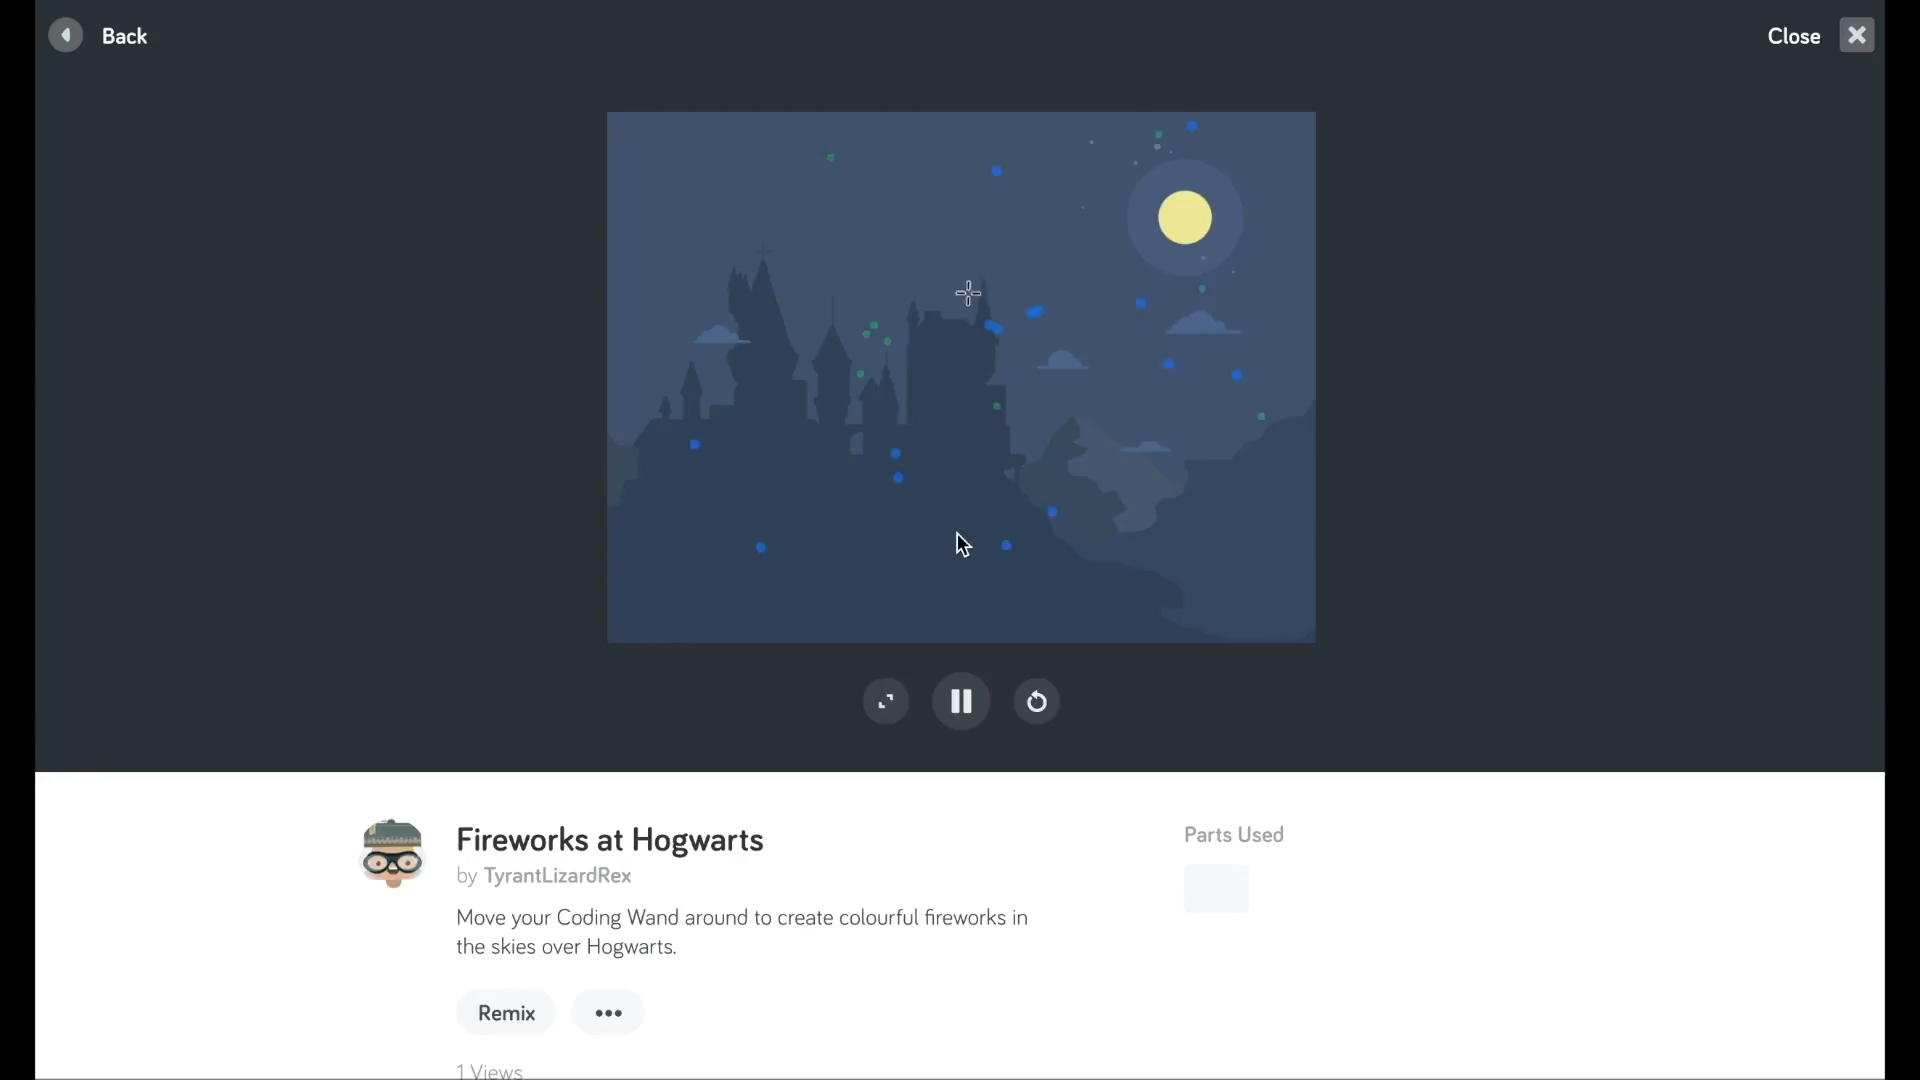 Back
Close
Fireworks at Hogwarts
by TyrantLizardRex
Move your Coding Wand around to create colourful fireworks in
the skies over Hogwarts.
Remix
•••
1 Views
Parts Used